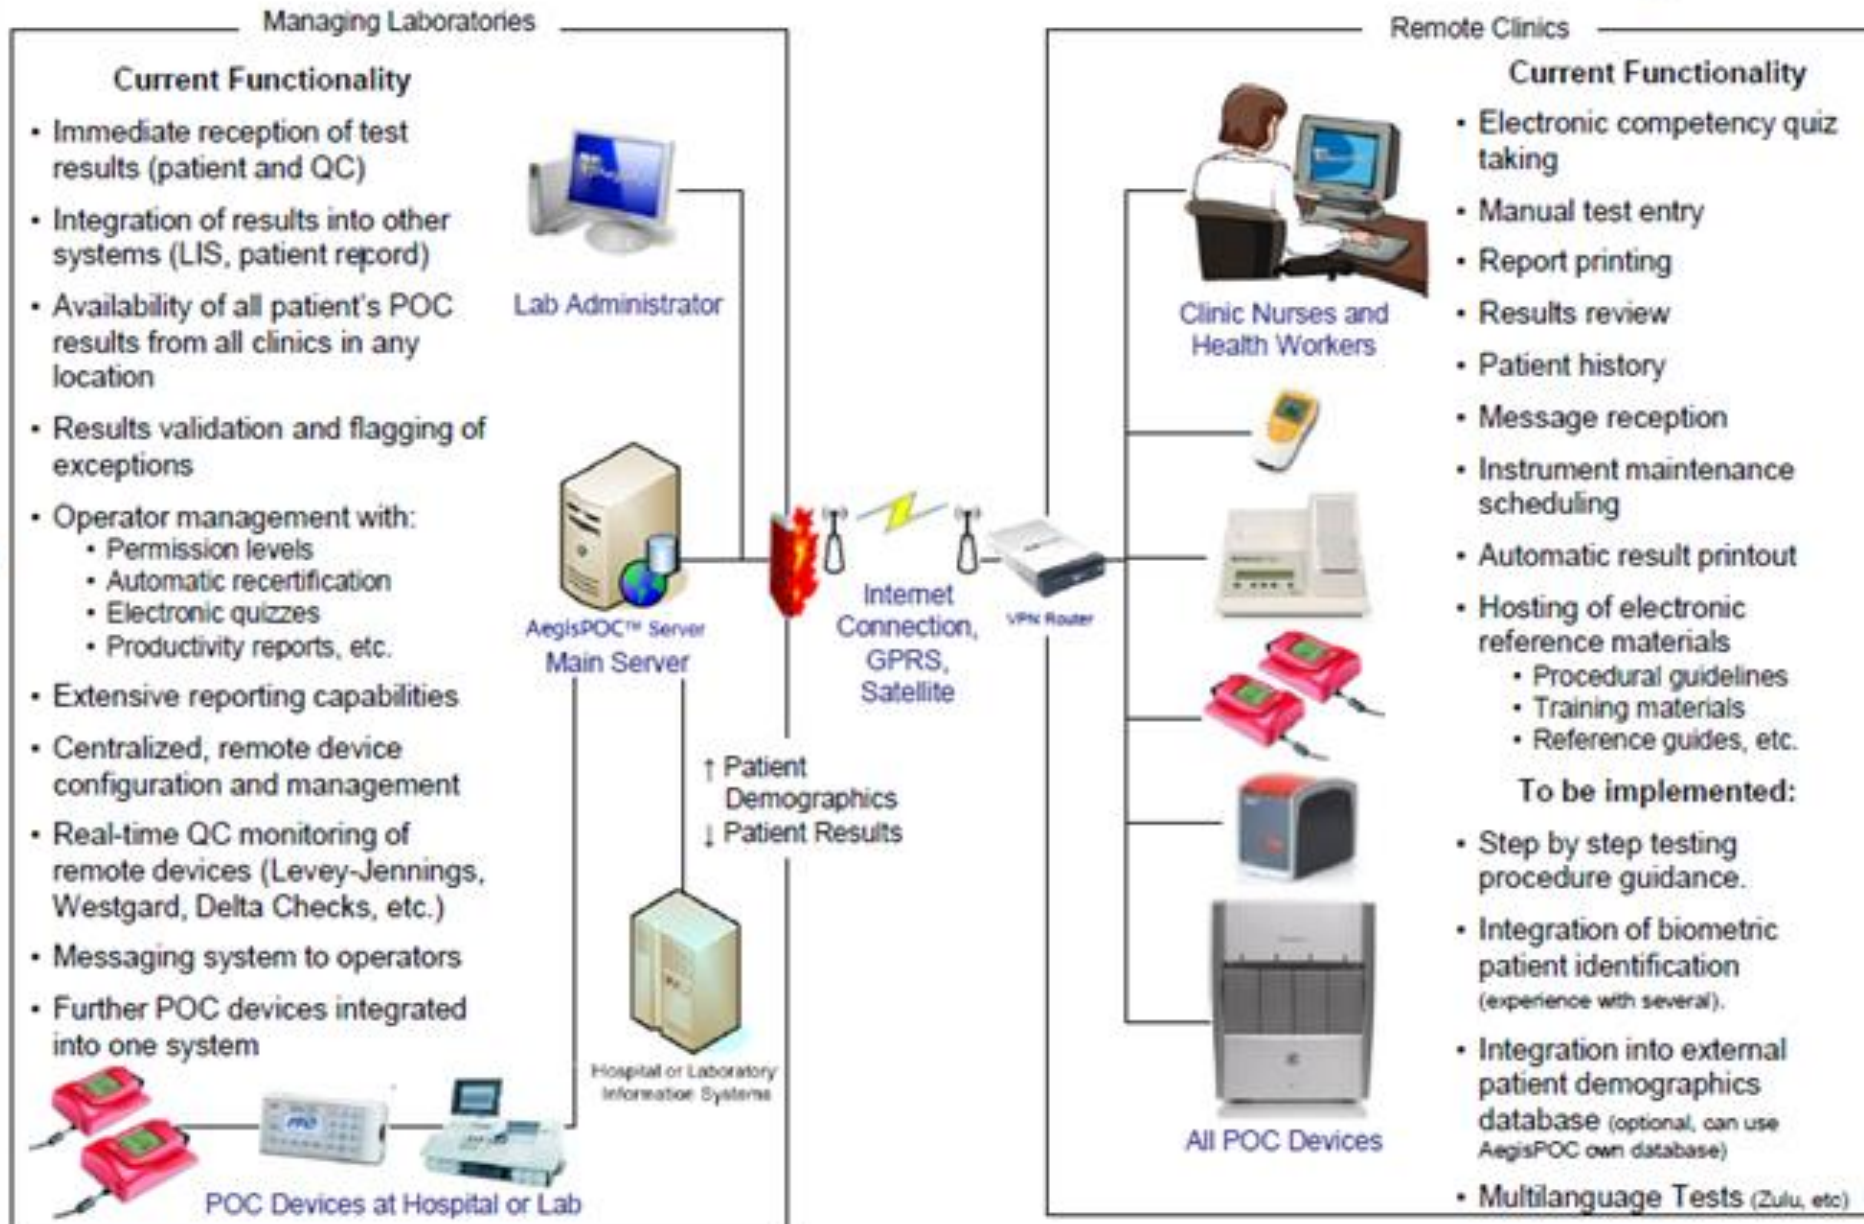 Managing Laboratories
Current Functionality
• Immediate reception of test
results (patient and QC)
• Integration of results into other
systems (LIS, patient record)
• Availability of all patient's POC
results from all clinics in any
location
• Results validation and flagging of
exceptions
• Operator management with:
• Permission levels
• Automatic recertification
• Electronic quizzes
• Productivity reports, etc.
• Extensive reporting capabilities
• Centralized, remote device
configuration and management
• Real-time QC monitoring of
remote devices (Levey-Jennings,
Westgard, Delta Checks, etc.)
• Messaging system to operators
• Further POC devices integrated
into one system
POC Devices at Hospital or Lab
Lab Administrator
AegisPOC™ Server
Main Server
Hospital or Laboratory
Information Systems
↑ Patient
Demographics
↓ Patient Results
Internet
Connection,
GPRS,
Satellite
VPN Router
Remote Clinics
Clinic Nurses and
Health Workers
All POC Devices
Current Functionality
• Electronic competency quiz
taking
• Manual test entry
• Report printing
• Results review
• Patient history
• Message reception
• Instrument maintenance
scheduling
• Automatic result printout
• Hosting of electronic
reference materials
• Procedural guidelines
• Training materials
• Reference guides, etc.
To be implemented:
• Step by step testing
procedure guidance.
• Integration of biometric
patient identification
(experience with several).
• Integration into external
patient demographics
database (optional, can use
AegisPOC own database)
• Multilanguage Tests (Zulu, etc)